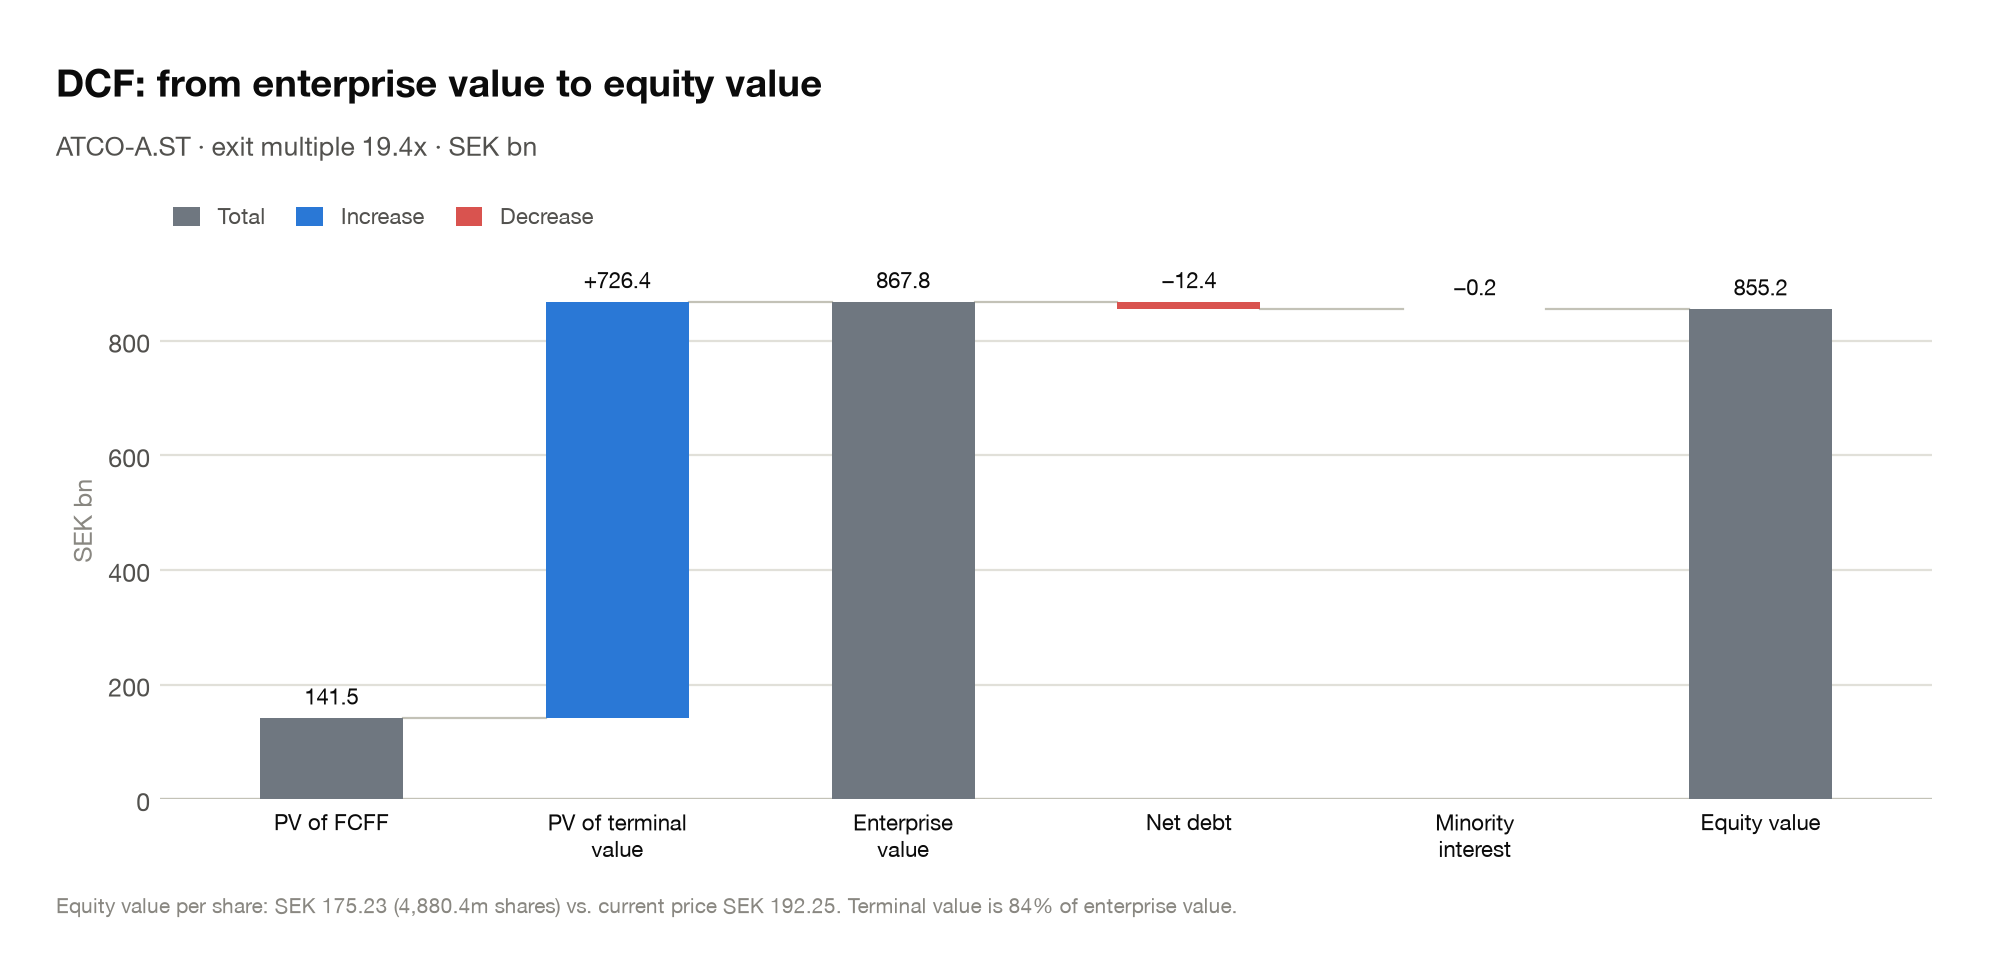 DCF: from enterprise value to equity value
ATCO-A.ST · exit multiple 19.4x · SEK bn
Total Increase Decrease
+726.4 867.8 −12.4 −0.2 855.2
800
600
SEK bn
400
200
141.5
0
PV of FCFF PV of terminal value Enterprise value Net debt Minority interest Equity value
Equity value per share: SEK 175.23 (4,880.4m shares) vs. current price SEK 192.25. Terminal value is 84% of enterprise value.